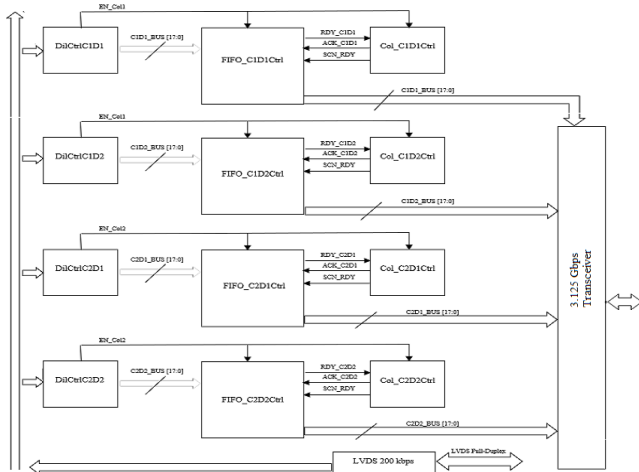 EN_Col1
DilCtrlC1D1
C1D1_BUS [17:0]
FIFO_C1D1Ctrl
RDY_C1D1
ACK_C1D1
SCN_RDY
Col_C1D1Ctrl
C1D1_BUS [17:0]
EN_Col1
DilCtrlC1D2
C1D2_BUS [17:0]
FIFO_C1D2Ctrl
RDY_C1D2
ACK_C1D2
SCN_RDY
Col_C1D2Ctrl
C1D2_BUS [17:0]
EN_Col2
DilCtrlC2D1
C2D1_BUS [17:0]
FIFO_C2D1Ctrl
RDY_C2D1
ACK_C2D1
SCN_RDY
Col_C2D1Ctrl
C2D1_BUS [17:0]
3.125 Gbps
Transceiver
EN_Col2
DilCtrlC2D2
C2D2_BUS [17:0]
FIFO_C2D2Ctrl
RDY_C2D2
ACK_C2D2
SCN_RDY
Col_C2D2Ctrl
C2D2_BUS [17:0]
LVDS 200 kbps
LVDS Full-Duplex